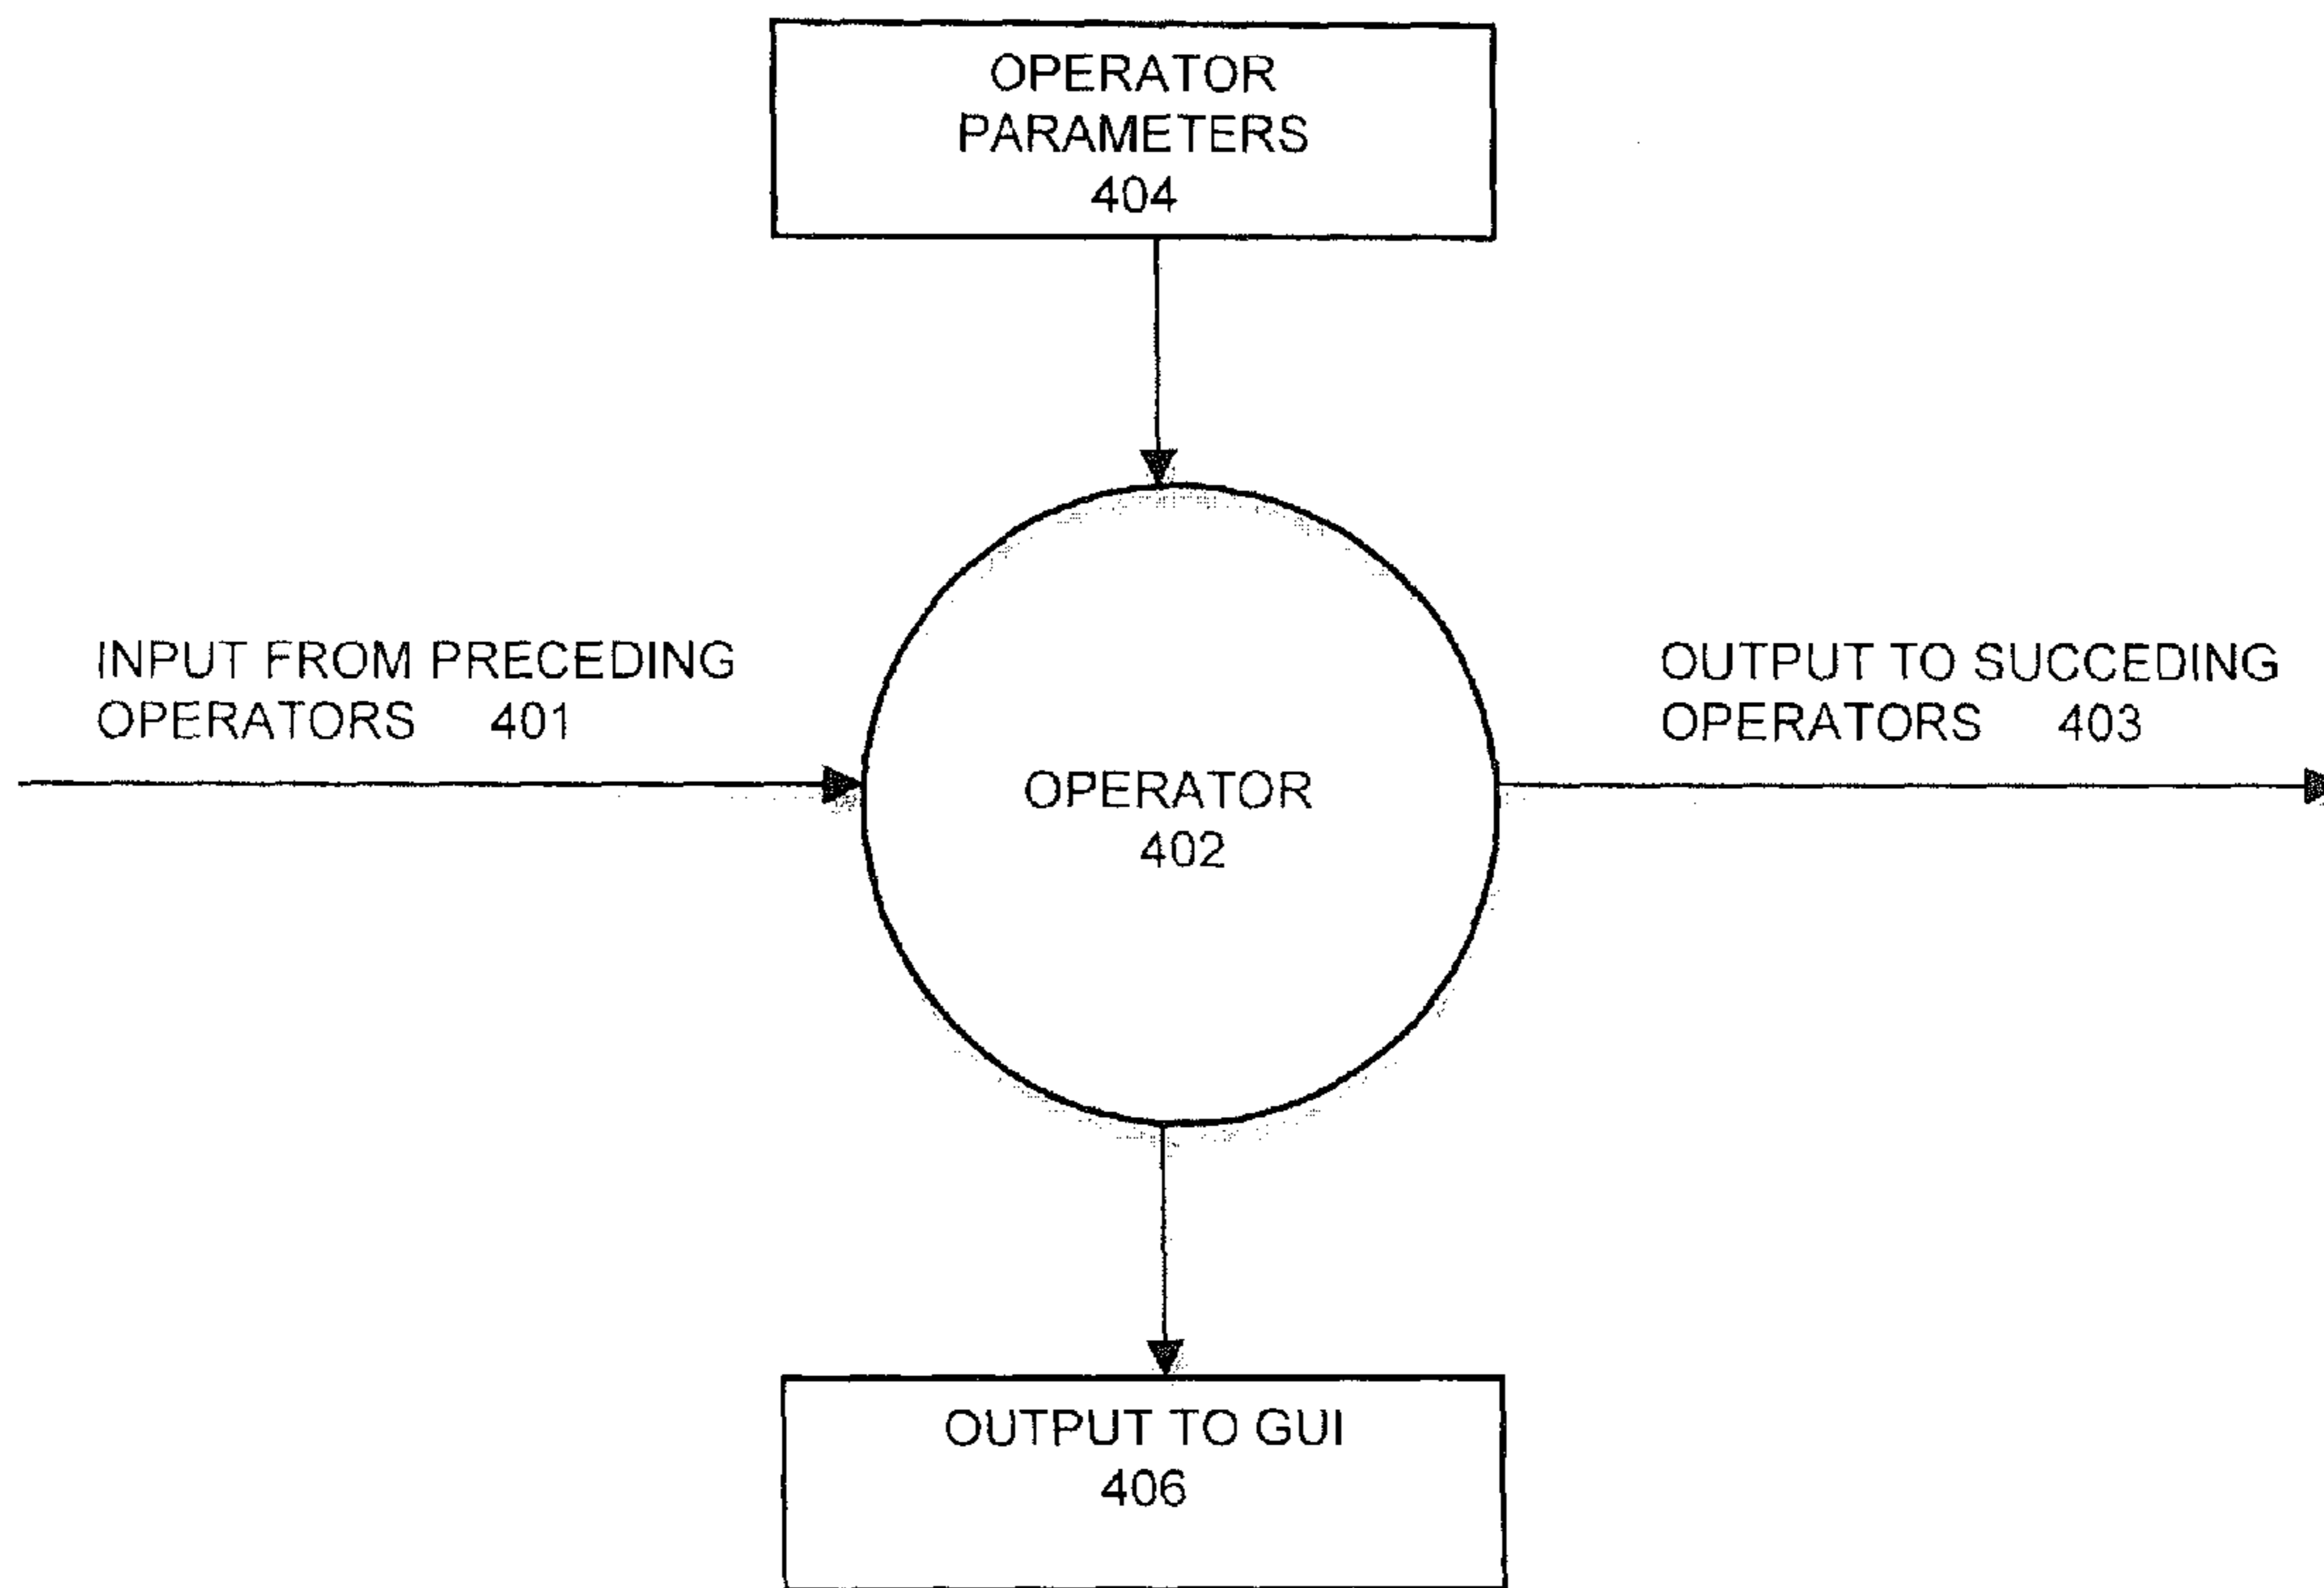 OPERATOR
PARAMETERS
404
INPUT FROM PRECEDING
OPERATORS 401
OUTPUT TO SUCCEDING
OPERATORS 403
OPERATOR
402
OUTPUT TO GUI
406